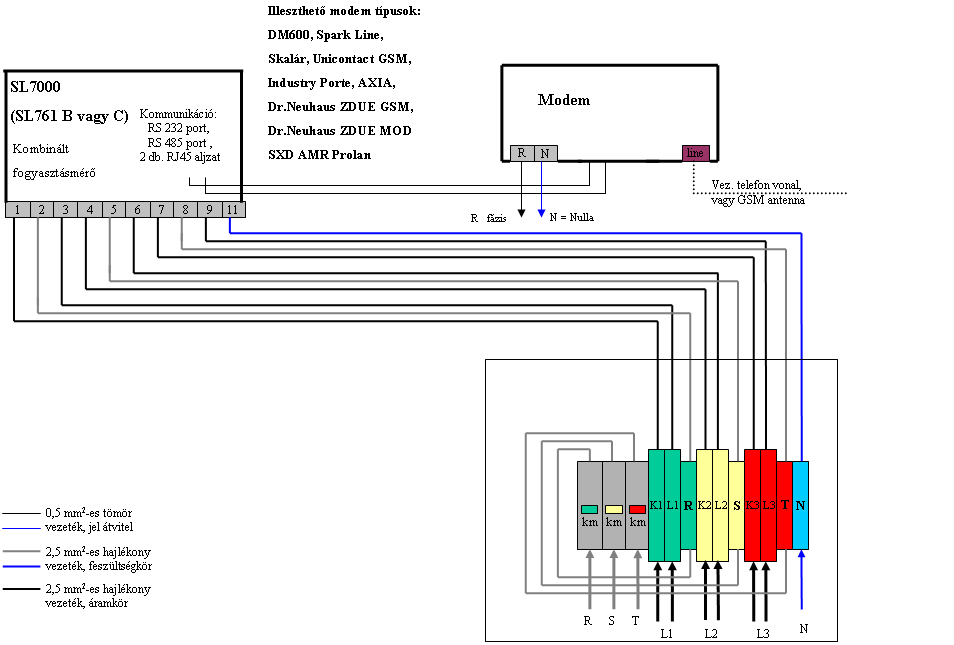 Illeszthető modem típusok:
DM600, Spark Line,
Skalár, Unicontact GSM,
Industry Porte, AXIA,
Dr.Neuhaus ZDUE GSM,
Dr.Neuhaus ZDUE MOD
SXD AMR Prolan
SL7000
(SL761 B vagy C)
Kombinált
fogyasztásmérő
Kommunikáció:
RS 232 port,
RS 485 port ,
2 db. RJ45 aljzat
1 2 3 4 5 6 7 8 9 11
Modem
R N line
R fázis
N = Nulla
Vez. telefon vonal,
vagy GSM antenna
0,5 mm²-es tömör
vezeték, jel átvitel
2,5 mm²-es hajlékony
vezeték, feszültségkör
2,5 mm²-es hajlékony
vezeték, áramkör
km km km K1 L1 R K2 L2 S K3 L3 T N
R S T L1 L2 L3 N